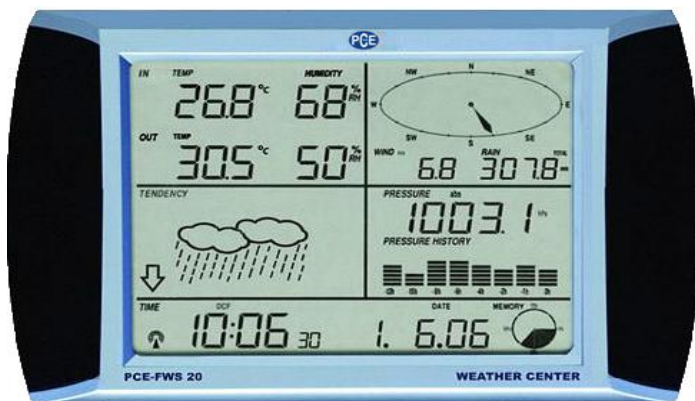 PCE
IN TEMP HUMIDITY
26.8 °C 68 % RH
OUT TEMP
30.5 °C 50 % RH
NW N NE
W E
SW S SE
WIND RAIN TOTAL
6.8 307.8
TENDENCY
PRESSURE abs
1003.1 hPa
PRESSURE HISTORY
TIME DCF DATE MEMORY
10:06 30 1. 6.06
PCE-FWS 20 WEATHER CENTER